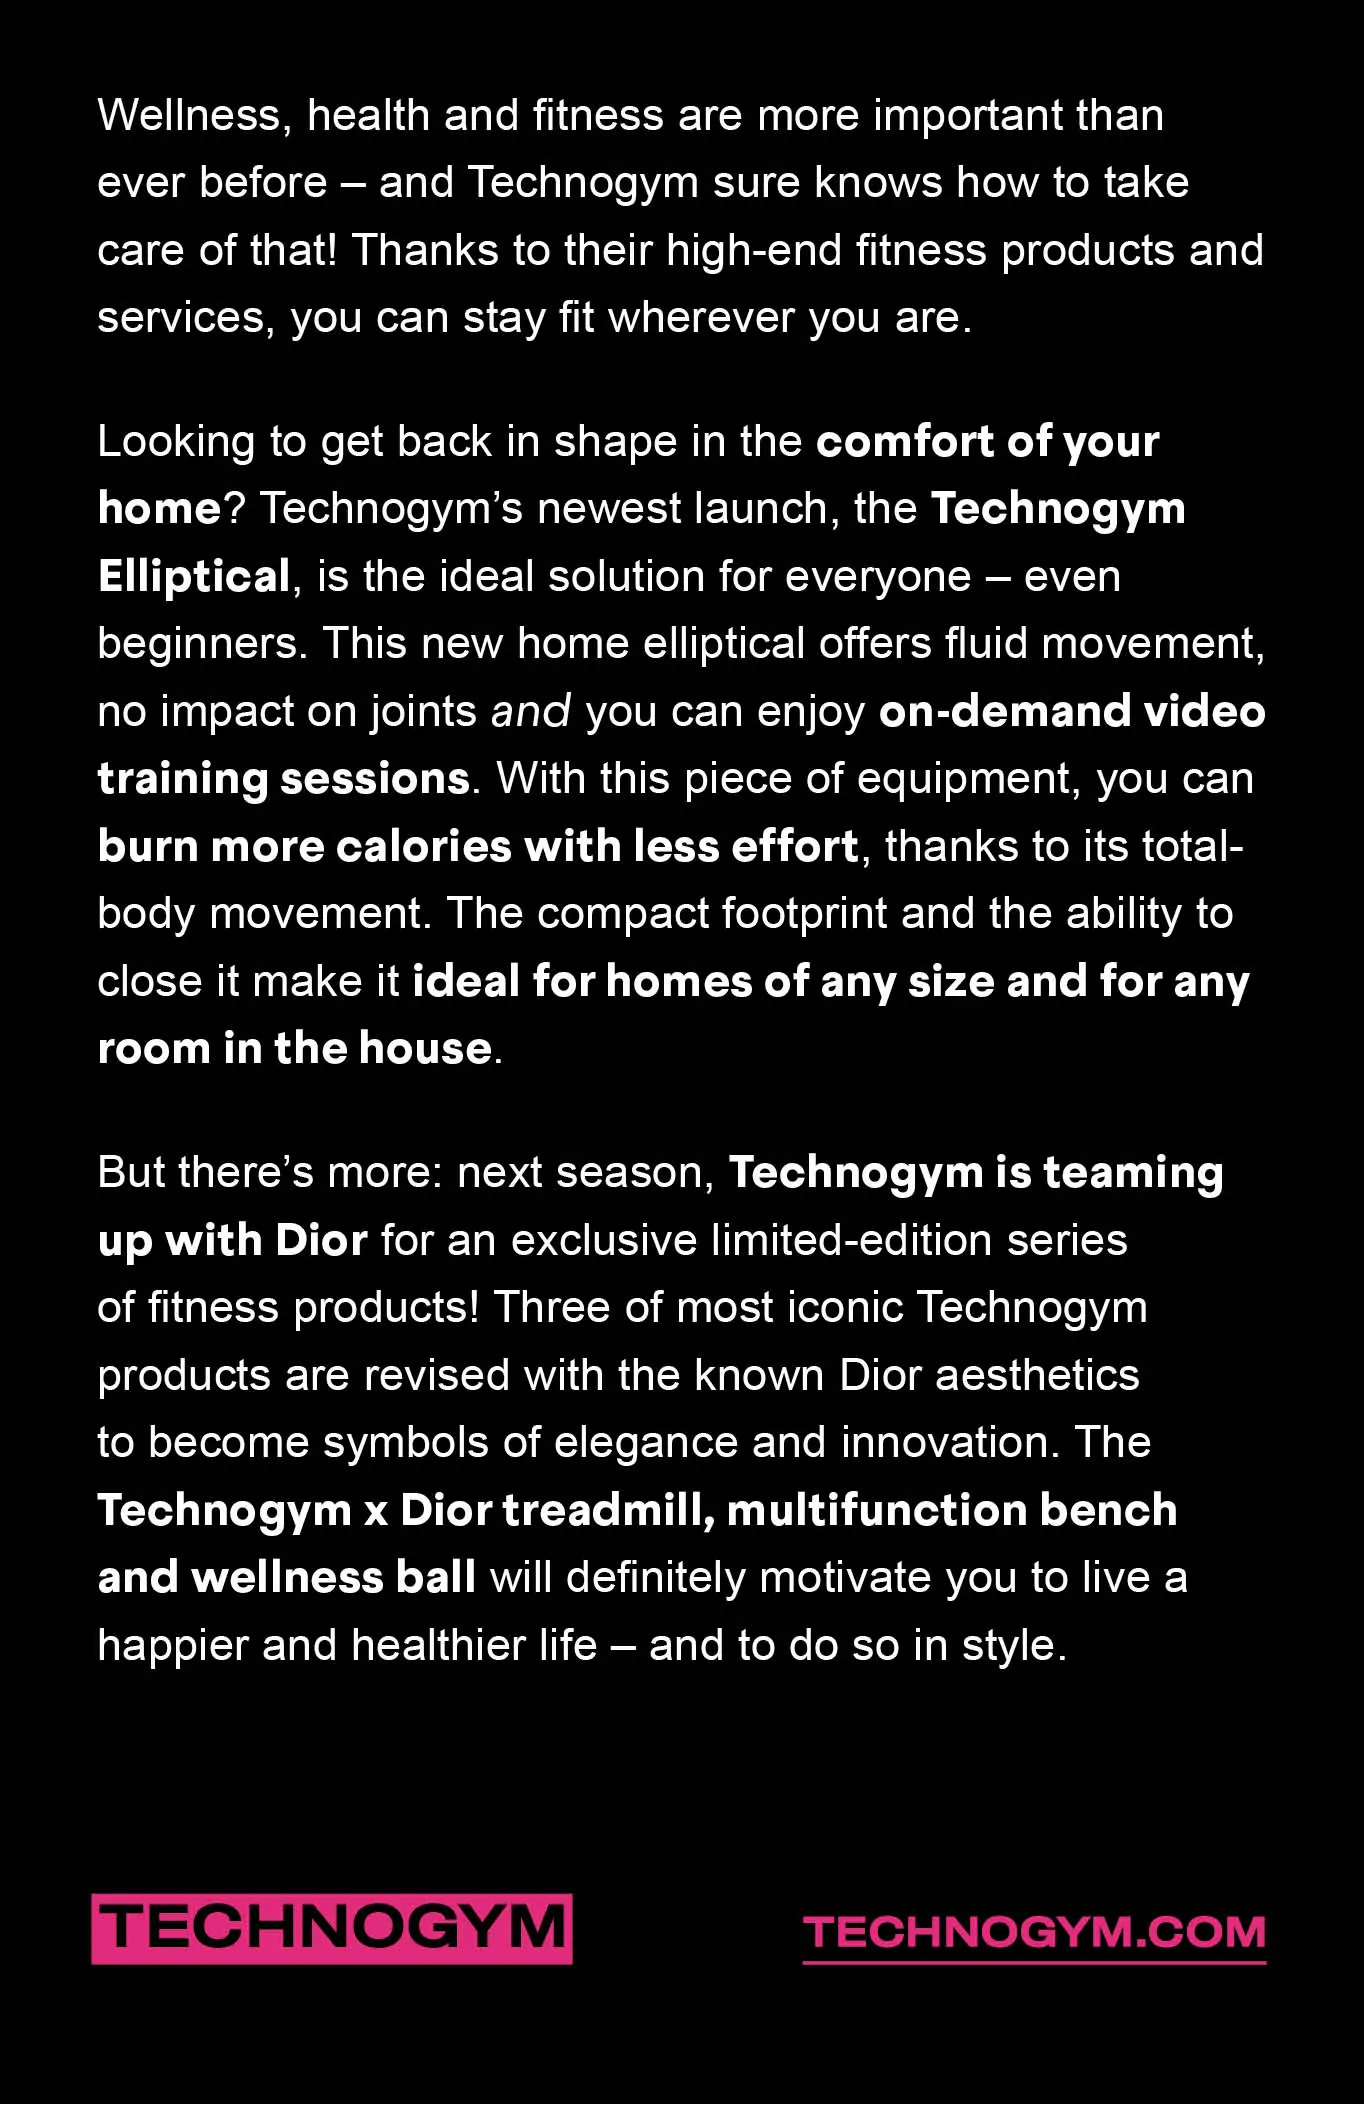 Wellness, health and fitness are more important than
ever before – and Technogym sure knows how to take
care of that! Thanks to their high-end fitness products and
services, you can stay fit wherever you are.
Looking to get back in shape in the comfort of your
home? Technogym’s newest launch, the Technogym
Elliptical, is the ideal solution for everyone – even
beginners. This new home elliptical offers fluid movement,
no impact on joints and you can enjoy on-demand video
training sessions. With this piece of equipment, you can
burn more calories with less effort, thanks to its total-
body movement. The compact footprint and the ability to
close it make it ideal for homes of any size and for any
room in the house.
But there’s more: next season, Technogym is teaming
up with Dior for an exclusive limited-edition series
of fitness products! Three of most iconic Technogym
products are revised with the known Dior aesthetics
to become symbols of elegance and innovation. The
Technogym x Dior treadmill, multifunction bench
and wellness ball will definitely motivate you to live a
happier and healthier life – and to do so in style.
TECHNOGYM
TECHNOGYM.COM